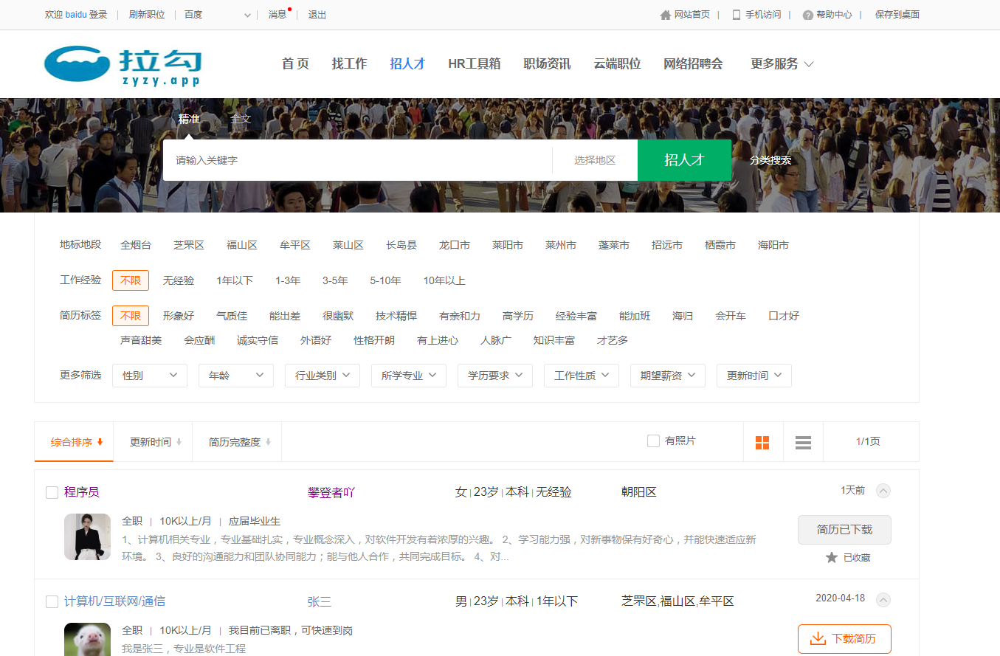 欢迎 baidu 登录 | 刷新职位 | 百度 | 消息 | 退出 网站首页 | 手机访问 | 帮助中心 | 保存到桌面
拉勾
zyzy.app
首 页 找工作 招人才 HR工具箱 职场资讯 云端职位 网络招聘会 更多服务
精准 全文
请输入关键字 选择地区 招人才 分类搜索
地标地段 全烟台 芝罘区 福山区 牟平区 莱山区 长岛县 龙口市 莱阳市 莱州市 蓬莱市 招远市 栖霞市 海阳市
工作经验 不限 无经验 1年以下 1-3年 3-5年 5-10年 10年以上
简历标签 不限 形象好 气质佳 能出差 很幽默 技术精悍 有亲和力 高学历 经验丰富 能加班 海归 会开车 口才好
声音甜美 会应酬 诚实守信 外语好 性格开朗 有上进心 人脉广 知识丰富 才艺多
更多筛选 性别 年龄 行业类别 所学专业 学历要求 工作性质 期望薪资 更新时间
综合排序 更新时间 简历完整度 有照片 1/1页
程序员 攀登者吖 女 | 23岁 | 本科 | 无经验 朝阳区 1天前
全职 | 10K以上/月 | 应届毕业生 简历已下载
1、计算机相关专业，专业基础扎实，专业概念深入，对软件开发有着浓厚的兴趣。 2、学习能力强，对新事物保有好奇心，并能快速适应新
环境。 3、良好的沟通能力和团队协同能力；能与他人合作，共同完成目标。 4、对... 已收藏
计算机/互联网/通信 张三 男 | 23岁 | 本科 | 1年以下 芝罘区,福山区,牟平区 2020-04-18
全职 | 10K以上/月 | 我目前已离职，可快速到岗 下载简历
我是张三，专业是软件工程